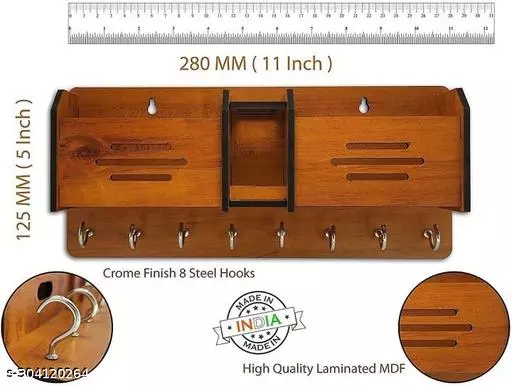 280 MM ( 11 Inch )
125 MM ( 5 Inch )
Crome Finish 8 Steel Hooks
MADE IN
INDIA
MADE IN
High Quality Laminated MDF
S-304120264